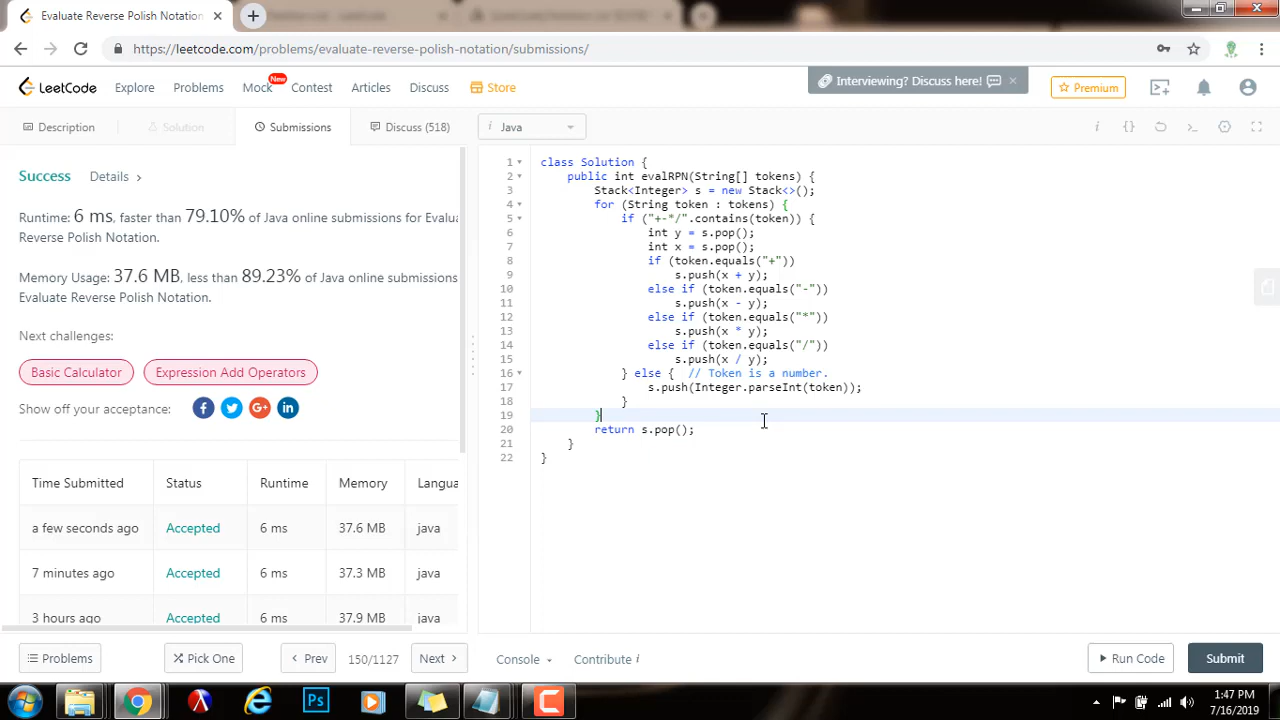 Evaluate Reverse Polish Notation
https://leetcode.com/problems/evaluate-reverse-polish-notation/submissions/
LeetCode
Explore
Problems
Mock
New
Contest
Articles
Discuss
Store
Interviewing? Discuss here!
Premium
Description
Solution
Submissions
Discuss (518)
i Java
Success
Details
Runtime: 6 ms, faster than 79.10% of Java online submissions for Evalua
Reverse Polish Notation.
Memory Usage: 37.6 MB, less than 89.23% of Java online submissions
Evaluate Reverse Polish Notation.
Next challenges:
Basic Calculator
Expression Add Operators
Show off your acceptance:
Time Submitted Status Runtime Memory Langua
a few seconds ago Accepted 6 ms 37.6 MB java
7 minutes ago Accepted 6 ms 37.3 MB java
3 hours ago Accepted 6 ms 37.9 MB java
1 class Solution {
2 public int evalRPN(String[] tokens) {
3 Stack<Integer> s = new Stack<>();
4 for (String token : tokens) {
5 if ("+-*/".contains(token)) {
6 int y = s.pop();
7 int x = s.pop();
8 if (token.equals("+"))
9 s.push(x + y);
10 else if (token.equals("-"))
11 s.push(x - y);
12 else if (token.equals("*"))
13 s.push(x * y);
14 else if (token.equals("/"))
15 s.push(x / y);
16 } else { // Token is a number.
17 s.push(Integer.parseInt(token));
18 }
19 }
20 return s.pop();
21 }
22 }
Problems
Pick One
Prev
150/1127
Next
Console
Contribute i
Run Code
Submit
Ps
1:47 PM
7/16/2019